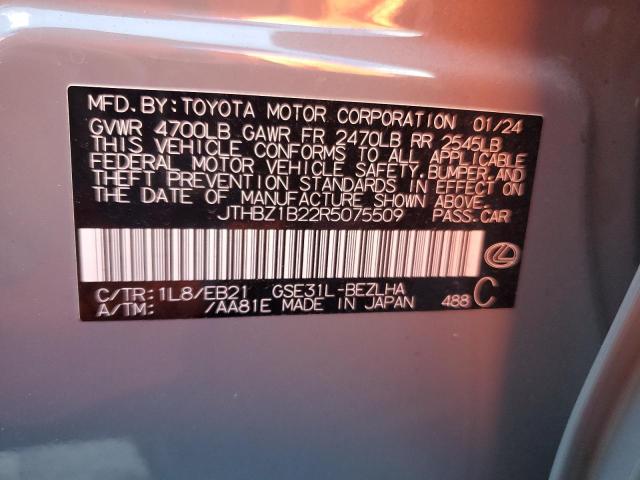 MFD. BY: TOYOTA MOTOR CORPORATION 01/24
GVWR 4700LB GAWR FR 2470LB RR 2545LB
THIS VEHICLE CONFORMS TO ALL APPLICABLE
FEDERAL MOTOR VEHICLE SAFETY, BUMPER, AND
THEFT PREVENTION STANDARDS IN EFFECT ON
THE DATE OF MANUFACTURE SHOWN ABOVE.
JTHBZ1B22R5075509 PASS. CAR
C/TR: 1L8/EB21 GSE31L-BEZLHA
A/TM: /AA81E MADE IN JAPAN 488 C